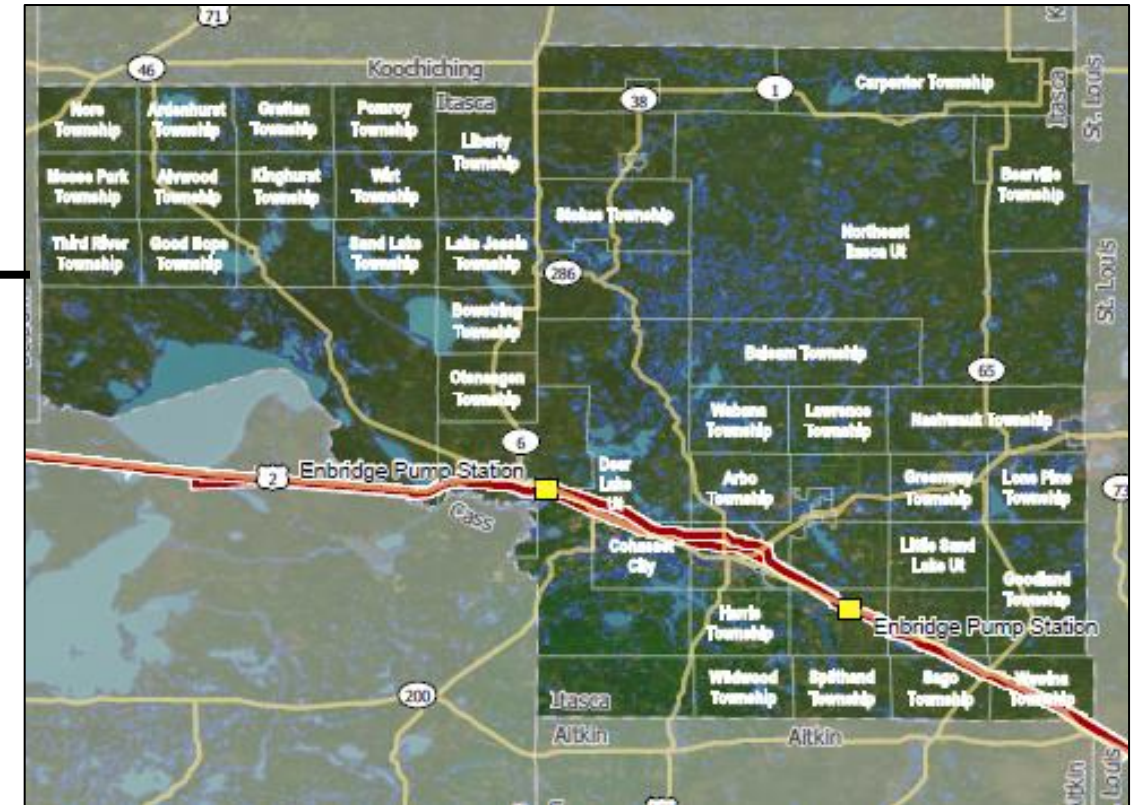 71
46
Koochiching
38
1
Carpenter Township
Itasca
St. Louis
Nore
Township
Ardenhurst
Township
Grattan
Township
Pomroy
Township
Itasca
Liberty
Township
Moose Park
Township
Alvwood
Township
Kinghurst
Township
Wirt
Township
Bearville
Township
Stokes Township
Third River
Township
Good Hope
Township
Sand Lake
Township
Lake Jessie
Township
Northeast
Itasca Ut
286
St. Louis
Bowstring
Township
Balsam Township
65
Oteneagen
Township
Wabana
Township
Lawrence
Township
Nashwauk Township
6
2
Enbridge Pump Station
Deer
Lake
Ut
Arbo
Township
Greenway
Township
Lone Pine
Township
73
Cass
Cohasset
City
Little Sand
Lake Ut
Goodland
Township
Harris
Township
Enbridge Pump Station
200
Itasca
Wildwood
Township
Splithand
Township
Sago
Township
Wawina
Township
Aitkin
Aitkin
itkin
Louis